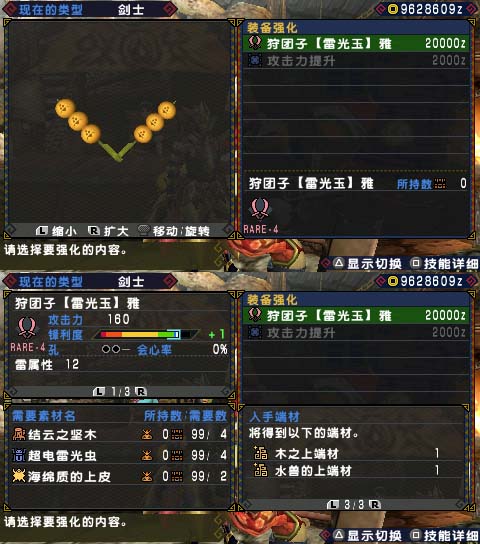 现在的类型 剑士
9628609z
装备强化
狩团子【雷光玉】雅 20000z
攻击力提升 2000z
狩团子【雷光玉】雅 所持数 0
RARE-4
L 缩小 R 扩大 移动/旋转
请选择要强化的内容。
△显示切换 □技能详细
现在的类型 剑士
9628609z
狩团子【雷光玉】雅
攻击力 160
锋利度 +1
RARE-4
孔 ○○— 会心率 0%
雷属性 12
L 1/3 R
装备强化
狩团子【雷光玉】雅 20000z
攻击力提升 2000z
需要素材名 所持数/需要数
结云之坚木 0 99/ 4
超电雷光虫 0 99/ 4
海绵质的上皮 0 99/ 2
入手端材
将得到以下的端材。
木之上端材 1
水兽的上端材 1
L 3/3 R
请选择要强化的内容。
△显示切换 □技能详细